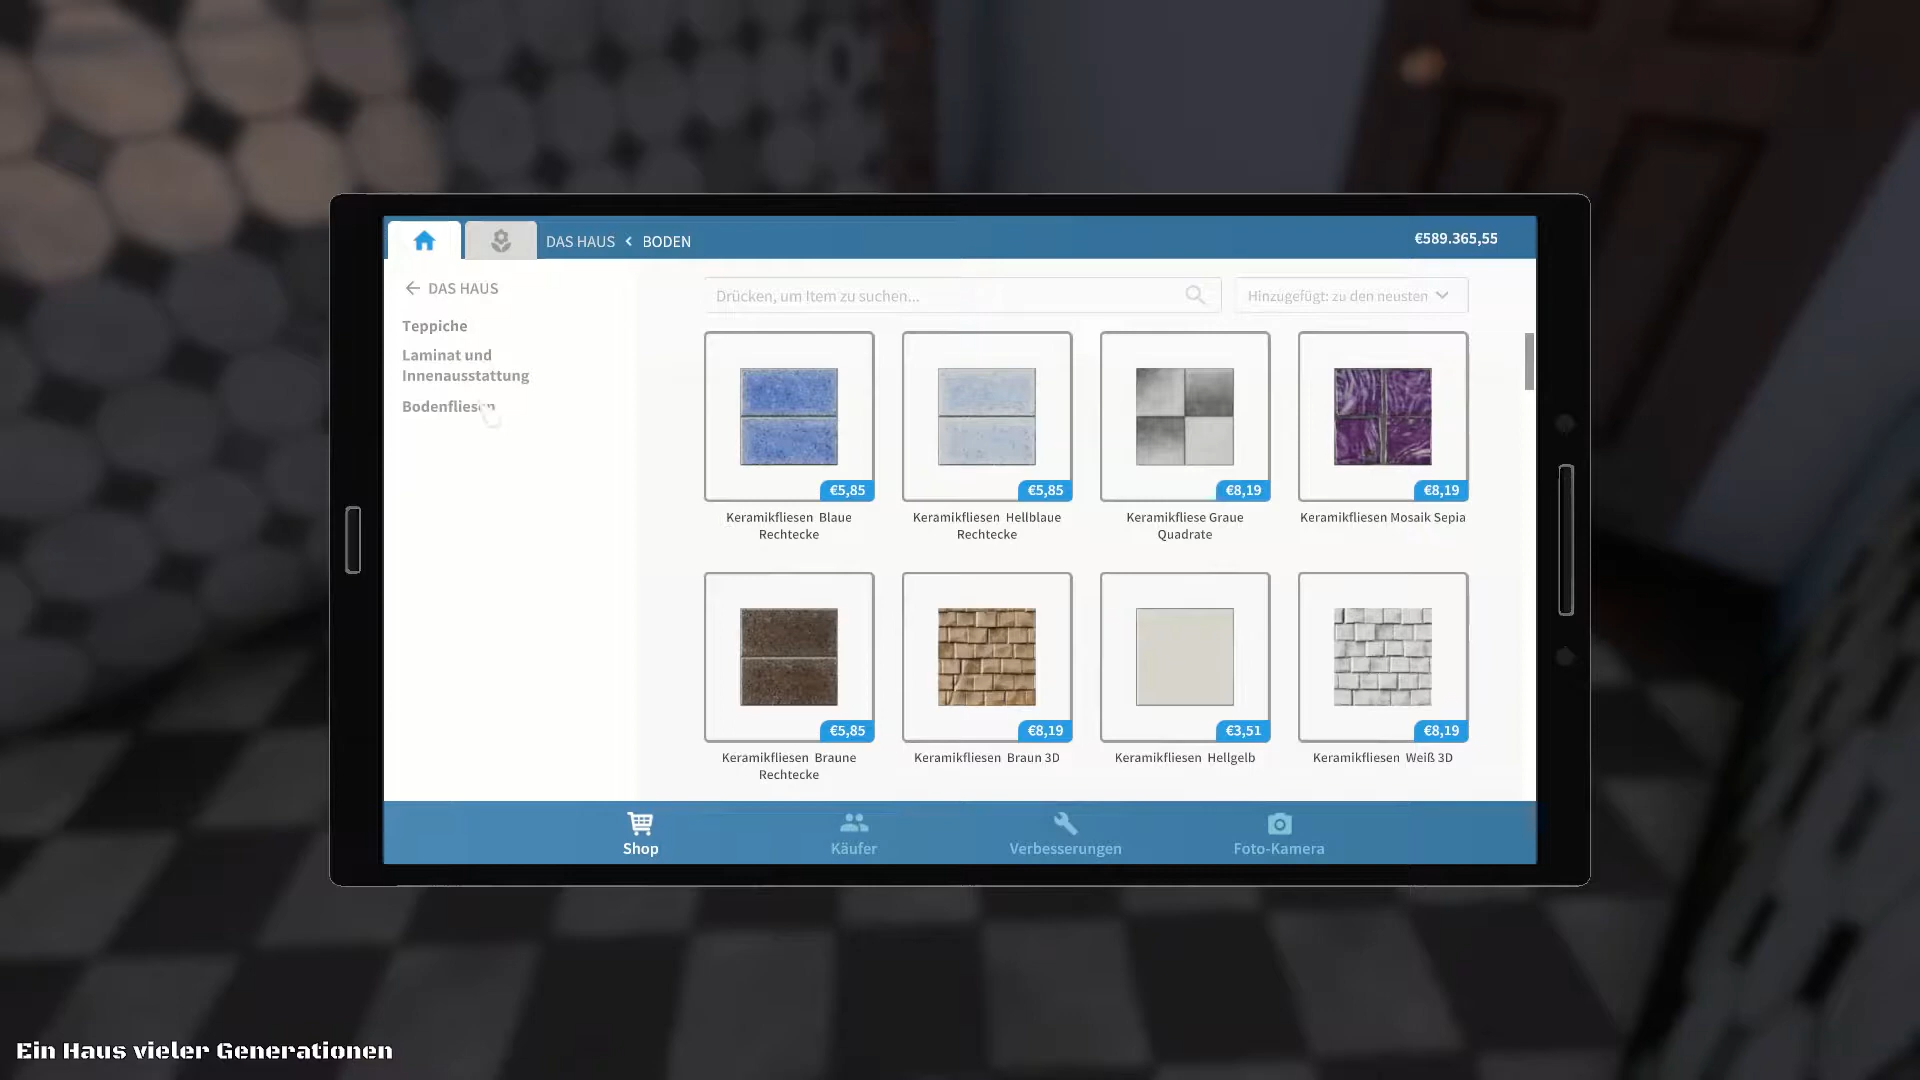 DAS HAUS < BODEN
€589.365,55
← DAS HAUS
Teppiche
Laminat und
Innenausstattung
Bodenfliesen
Drücken, um Item zu suchen...
Hinzugefügt: zu den neusten
€5,85
€5,85
€8,19
€8,19
Keramikfliesen Blaue
Rechtecke
Keramikfliesen Hellblaue
Rechtecke
Keramikfliese Graue
Quadrate
Keramikfliesen Mosaik Sepia
€5,85
€8,19
€3,51
€8,19
Keramikfliesen Braune
Rechtecke
Keramikfliesen Braun 3D
Keramikfliesen Hellgelb
Keramikfliesen Weiß 3D
Shop
Käufer
Verbesserungen
Foto-Kamera
Ein Haus vieler Generationen